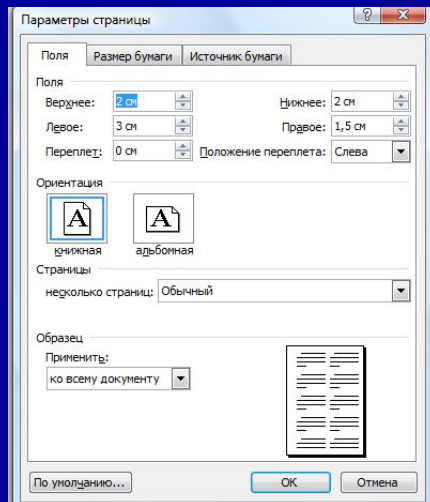 Параметры страницы
Поля Размер бумаги Источник бумаги
Поля
Верхнее: 2 см Нижнее: 2 см
Левое: 3 см Правое: 1,5 см
Переплет: 0 см Положение переплета: Слева
Ориентация
A A
книжная альбомная
Страницы
несколько страниц: Обычный
Образец
Применить:
ко всему документу
По умолчанию... ОК Отмена